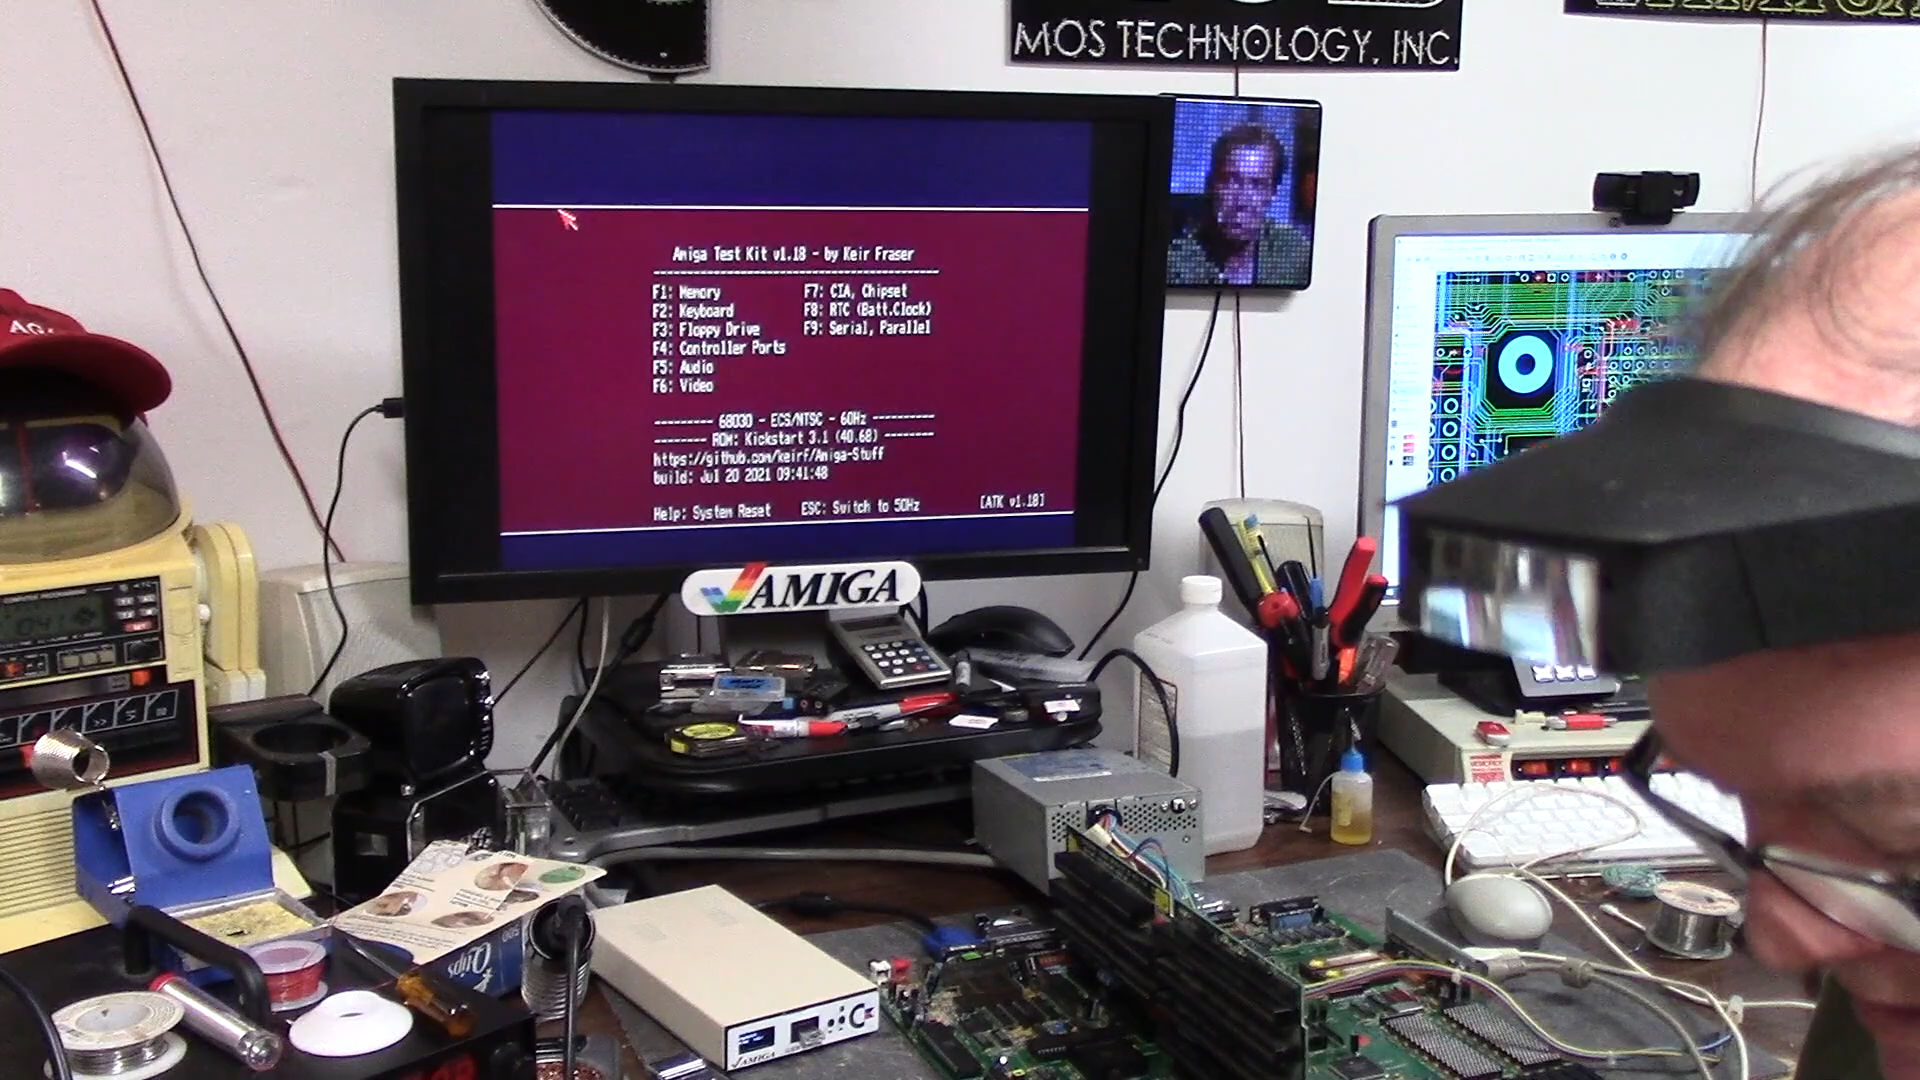 MOS TECHNOLOGY, INC.
Amiga Test Kit v1.18 - by Keir Fraser
F1: Memory
F2: Keyboard
F3: Floppy Drive
F4: Controller Ports
F5: Audio
F6: Video
F7: CIA, Chipset
F8: RTC (Batt.Clock)
F9: Serial, Parallel
--------- 68030 - ECS/NTSC - 60Hz ----------
-------- ROM: Kickstart 3.1 (40.68) --------
https://github.com/keirf/Amiga-Stuff
build: Jul 20 2021 09:41:48
Help: System Reset ESC: Switch to 50Hz [ATK v1.18]
AMIGA
Qtips
500
AMIGA